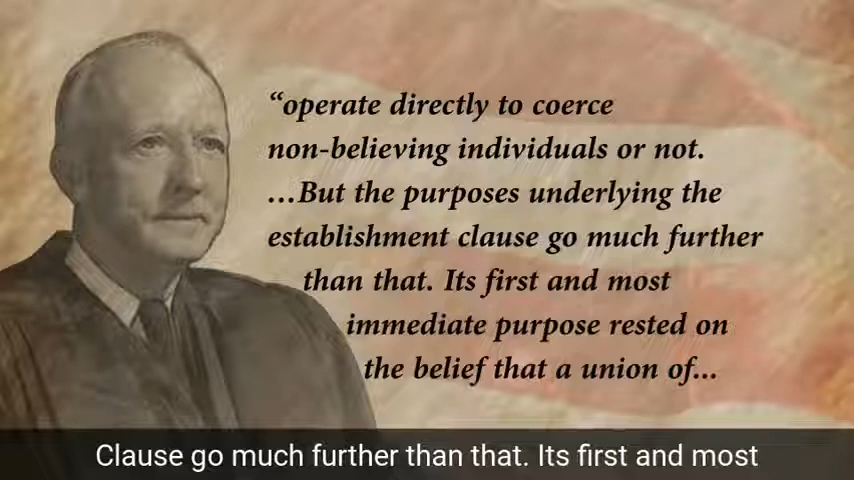 “operate directly to coerce
non-believing individuals or not.
...But the purposes underlying the
establishment clause go much further
than that. Its first and most
immediate purpose rested on
the belief that a union of...
Clause go much further than that. Its first and most